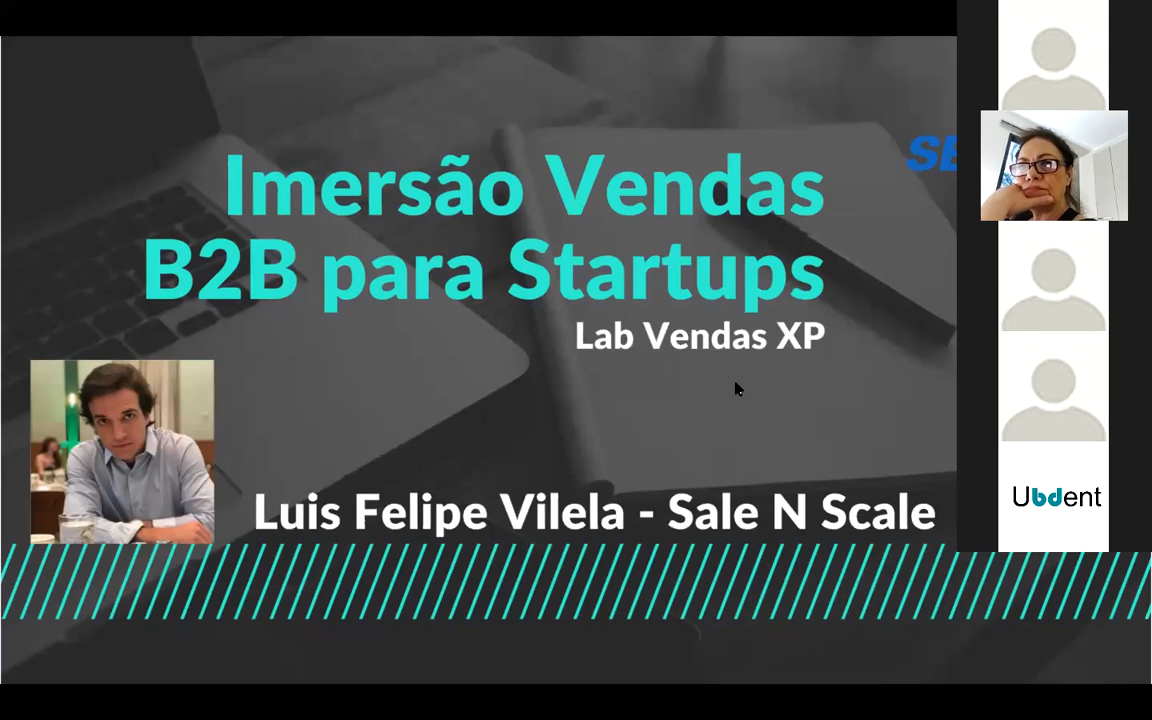 Imersão Vendas
B2B para Startups
Lab Vendas XP
Luis Felipe Vilela - Sale N Scale
Ubdent